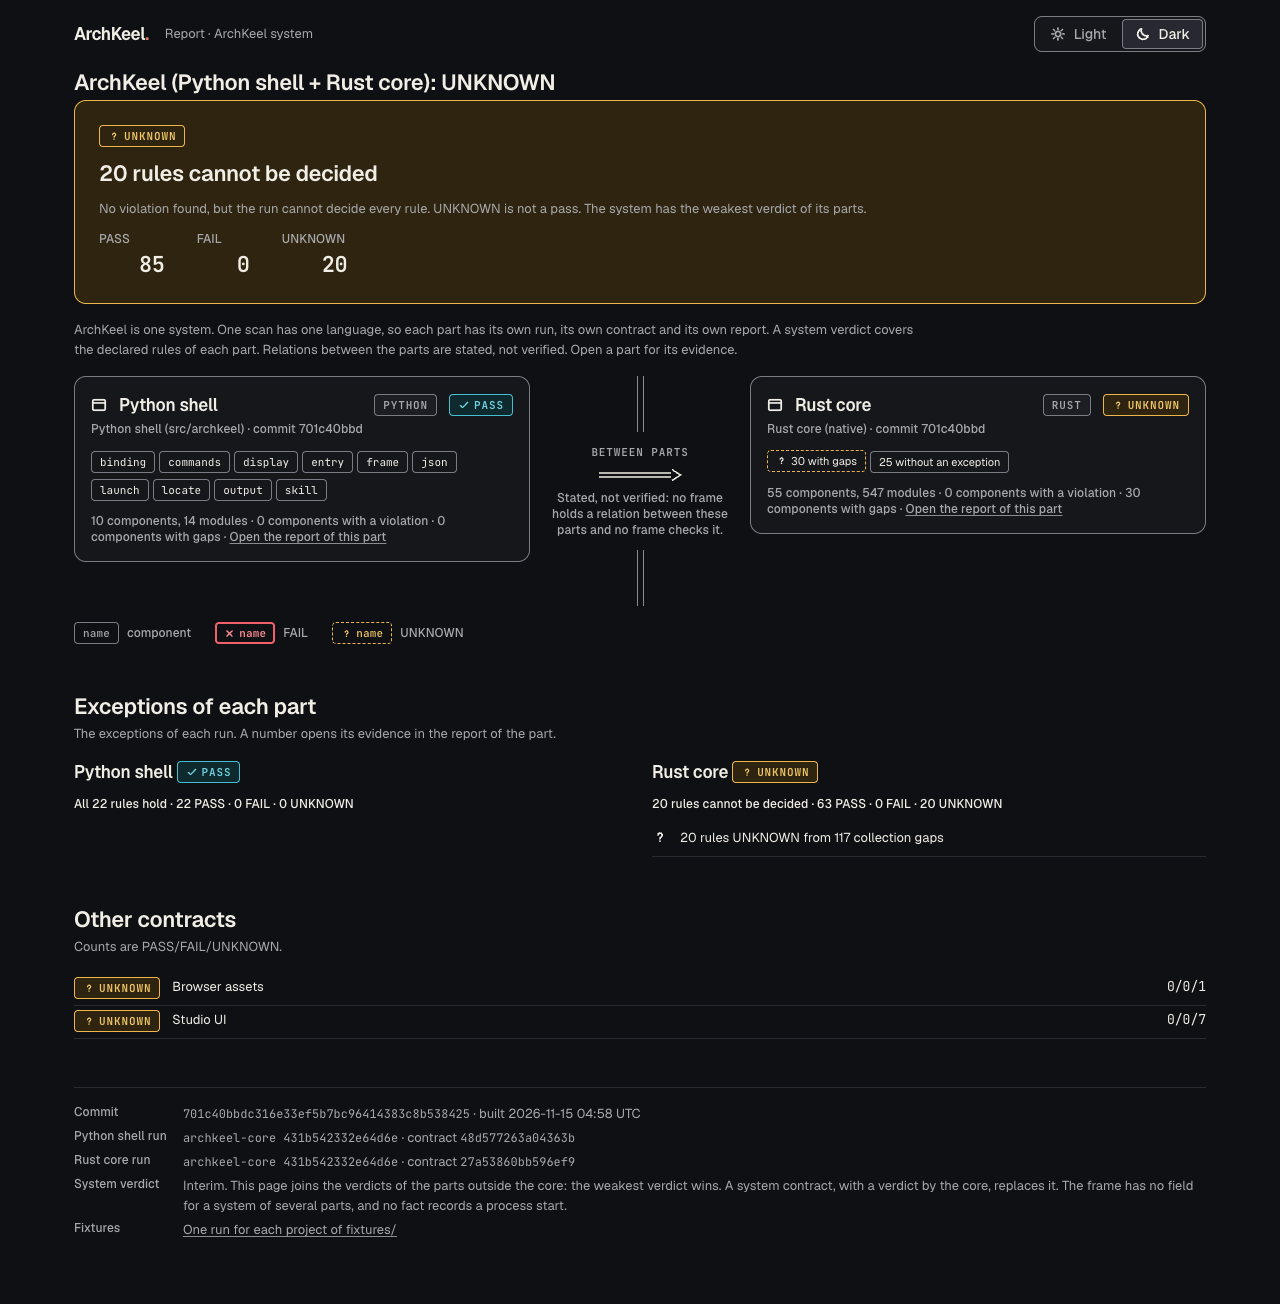 ArchKeel. Report · ArchKeel system
Light Dark
ArchKeel (Python shell + Rust core): UNKNOWN
? UNKNOWN
20 rules cannot be decided
No violation found, but the run cannot decide every rule. UNKNOWN is not a pass. The system has the weakest verdict of its parts.
PASS FAIL UNKNOWN
85 0 20
ArchKeel is one system. One scan has one language, so each part has its own run, its own contract and its own report. A system verdict covers
the declared rules of each part. Relations between the parts are stated, not verified. Open a part for its evidence.
Python shell PYTHON ✓ PASS
Python shell (src/archkeel) · commit 701c40bbd
binding commands display entry frame json
launch locate output skill
10 components, 14 modules · 0 components with a violation · 0
components with gaps · Open the report of this part
BETWEEN PARTS
Stated, not verified: no frame
holds a relation between these
parts and no frame checks it.
Rust core RUST ? UNKNOWN
Rust core (native) · commit 701c40bbd
? 30 with gaps 25 without an exception
55 components, 547 modules · 0 components with a violation · 30
components with gaps · Open the report of this part
name component × name FAIL ? name UNKNOWN
Exceptions of each part
The exceptions of each run. A number opens its evidence in the report of the part.
Python shell ✓ PASS
All 22 rules hold · 22 PASS · 0 FAIL · 0 UNKNOWN
Rust core ? UNKNOWN
20 rules cannot be decided · 63 PASS · 0 FAIL · 20 UNKNOWN
? 20 rules UNKNOWN from 117 collection gaps
Other contracts
Counts are PASS/FAIL/UNKNOWN.
? UNKNOWN Browser assets 0/0/1
? UNKNOWN Studio UI 0/0/7
Commit 701c40bbdc316e33ef5b7bc96414383c8b538425 · built 2026-11-15 04:58 UTC
Python shell run archkeel-core 431b542332e64d6e · contract 48d577263a04363b
Rust core run archkeel-core 431b542332e64d6e · contract 27a53860bb596ef9
System verdict Interim. This page joins the verdicts of the parts outside the core: the weakest verdict wins. A system contract, with a verdict by the core, replaces it. The frame has no field
for a system of several parts, and no fact records a process start.
Fixtures One run for each project of fixtures/